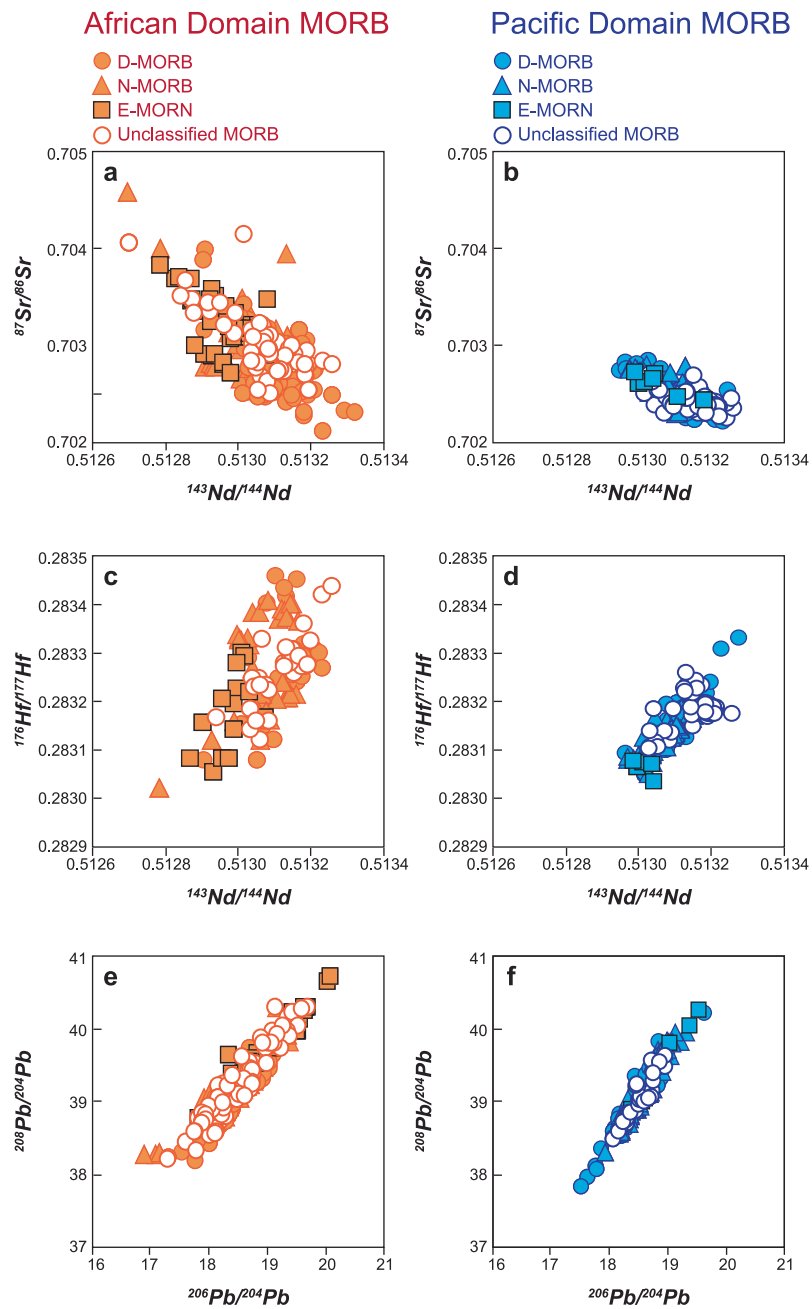 African Domain MORB
D-MORB
N-MORB
E-MORN
Unclassified MORB
Pacific Domain MORB
D-MORB
N-MORB
E-MORN
Unclassified MORB
a
0.705
0.704
0.703
0.702
87Sr/86Sr
0.5126 0.5128 0.5130 0.5132 0.5134
143Nd/144Nd
b
0.705
0.704
0.703
0.702
87Sr/86Sr
0.5126 0.5128 0.5130 0.5132 0.5134
143Nd/144Nd
c
0.2835
0.2834
0.2833
0.2832
0.2831
0.2830
0.2829
176Hf/177Hf
0.5126 0.5128 0.5130 0.5132 0.5134
143Nd/144Nd
d
0.2835
0.2834
0.2833
0.2832
0.2831
0.2830
0.2829
176Hf/177Hf
0.5126 0.5128 0.5130 0.5132 0.5134
143Nd/144Nd
e
41
40
39
38
37
208Pb/204Pb
16 17 18 19 20 21
206Pb/204Pb
f
41
40
39
38
37
208Pb/204Pb
16 17 18 19 20 21
206Pb/204Pb